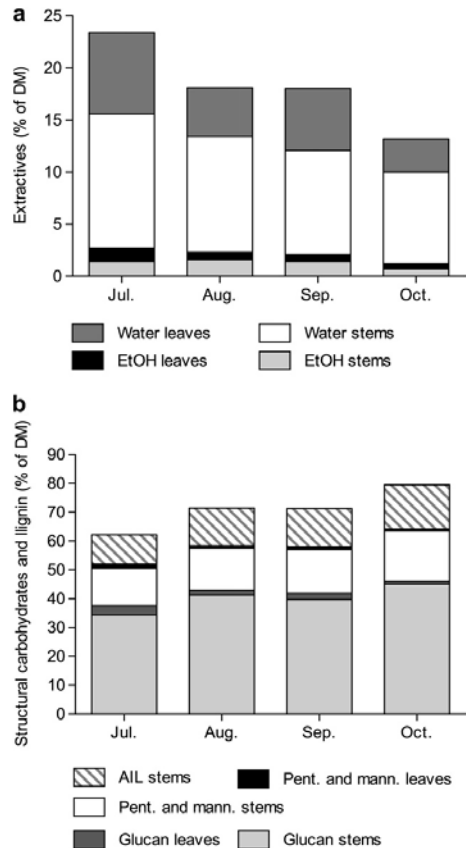 a
Extractives (% of DM)
25
20
15
10
5
0
Jul. Aug. Sep. Oct.
Water leaves Water stems
EtOH leaves EtOH stems
b
Structural carbohydrates and llignin (% of DM)
90
80
70
60
50
40
30
20
10
0
Jul. Aug. Sep. Oct.
AIL stems Pent. and mann. leaves
Pent. and mann. stems
Glucan leaves Glucan stems